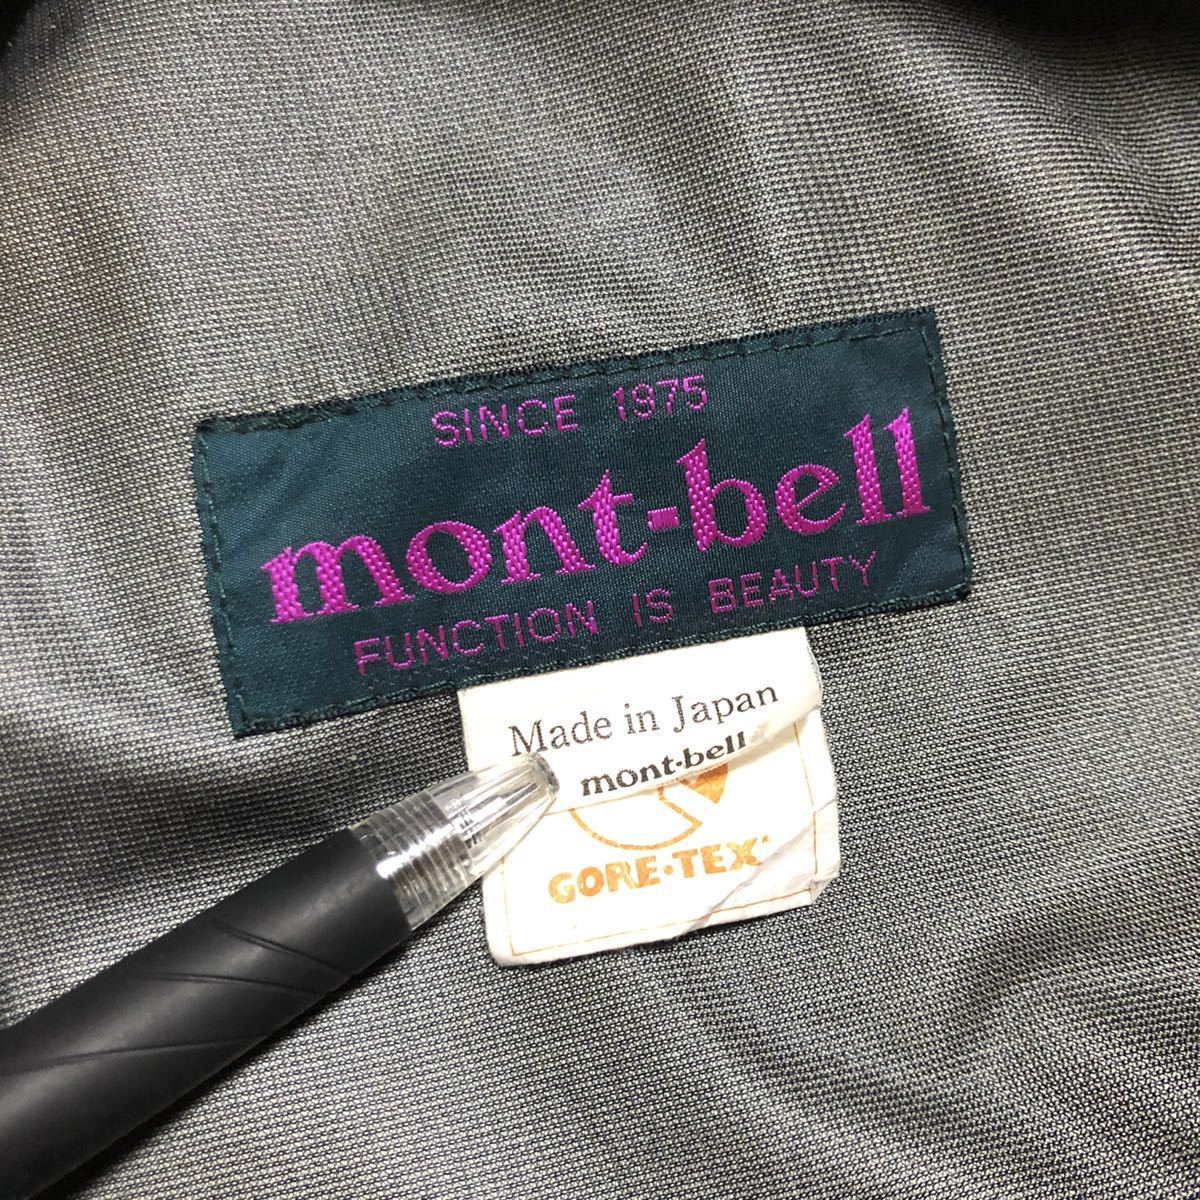 SINCE 1975
mont-bell
FUNCTION IS BEAUTY
Made in Japan
mont-bell
GORE-TEX